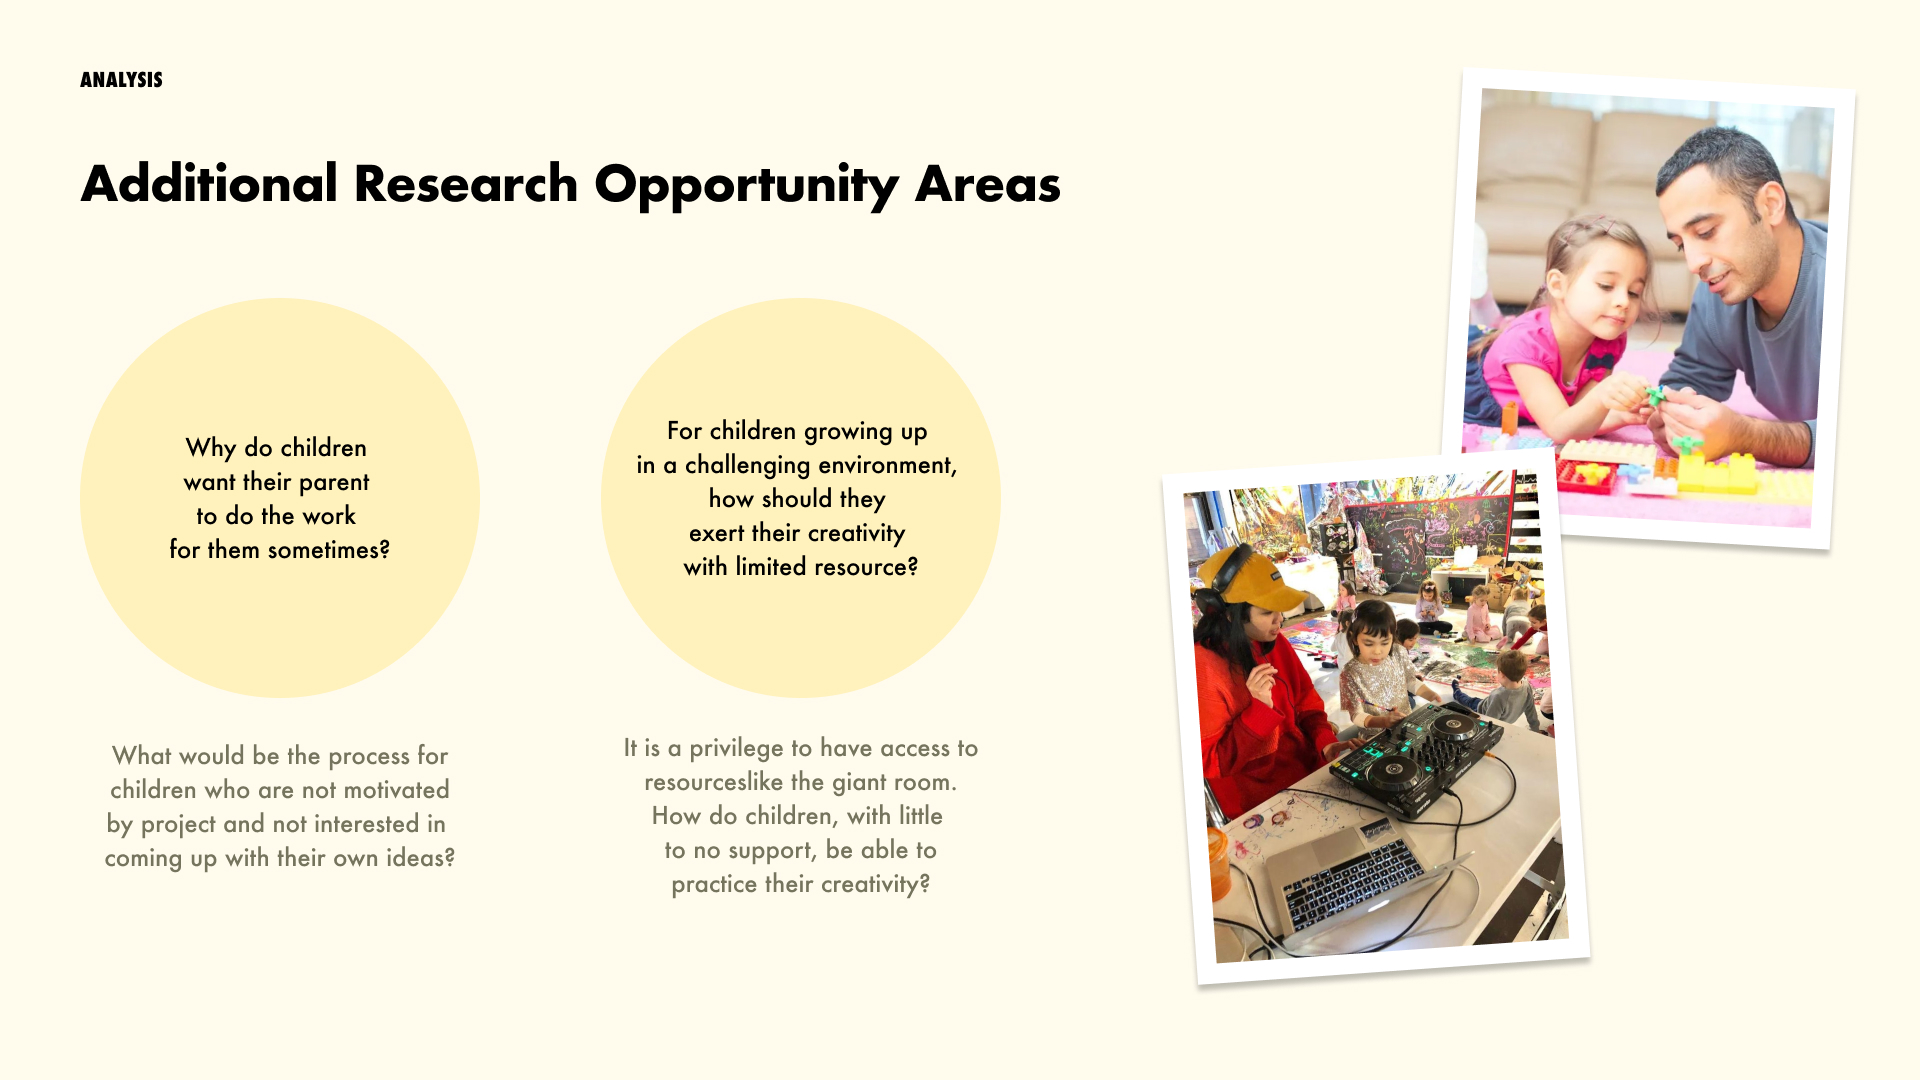 ANALYSIS
Additional Research Opportunity Areas
Why do children
want their parent
to do the work
for them sometimes?
For children growing up
in a challenging environment,
how should they
exert their creativity
with limited resource?
What would be the process for
children who are not motivated
by project and not interested in
coming up with their own ideas?
It is a privilege to have access to
resourceslike the giant room.
How do children, with little
to no support, be able to
practice their creativity?